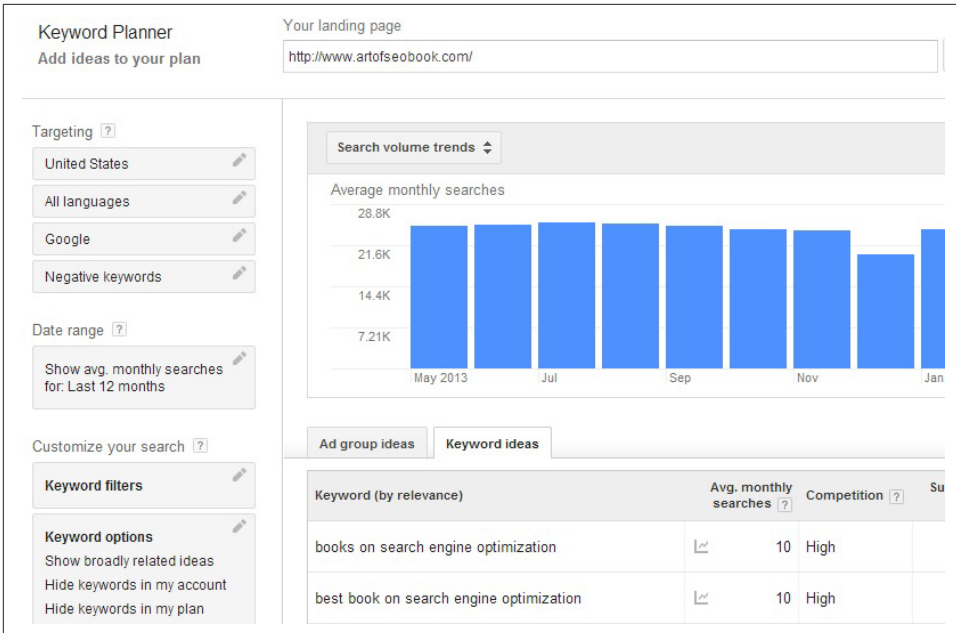 Keyword Planner
Add ideas to your plan
Your landing page
http://www.artofseobook.com/
Targeting ?
United States
All languages
Google
Negative keywords
Date range ?
Show avg. monthly searches
for: Last 12 months
Customize your search ?
Keyword filters
Keyword options
Show broadly related ideas
Hide keywords in my account
Hide keywords in my plan
Search volume trends
Average monthly searches
28.8K
21.6K
14.4K
7.21K
May 2013 Jul Sep Nov Jan
Ad group ideas Keyword ideas
Keyword (by relevance) Avg. monthly searches ? Competition ? Su
books on search engine optimization 10 High
best book on search engine optimization 10 High